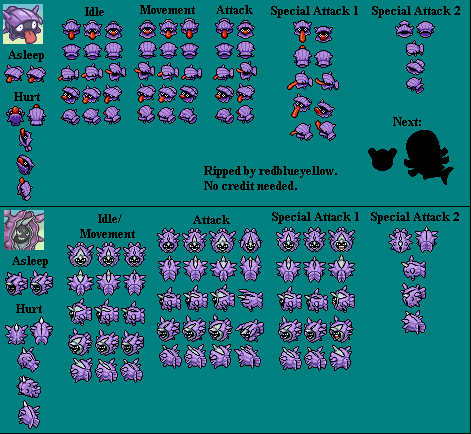 Idle
Movement
Attack
Special Attack 1
Special Attack 2
Asleep
Hurt
Next:
Ripped by redblueyellow.
No credit needed.
Idle/
Movement
Attack
Special Attack 1
Special Attack 2
Asleep
Hurt